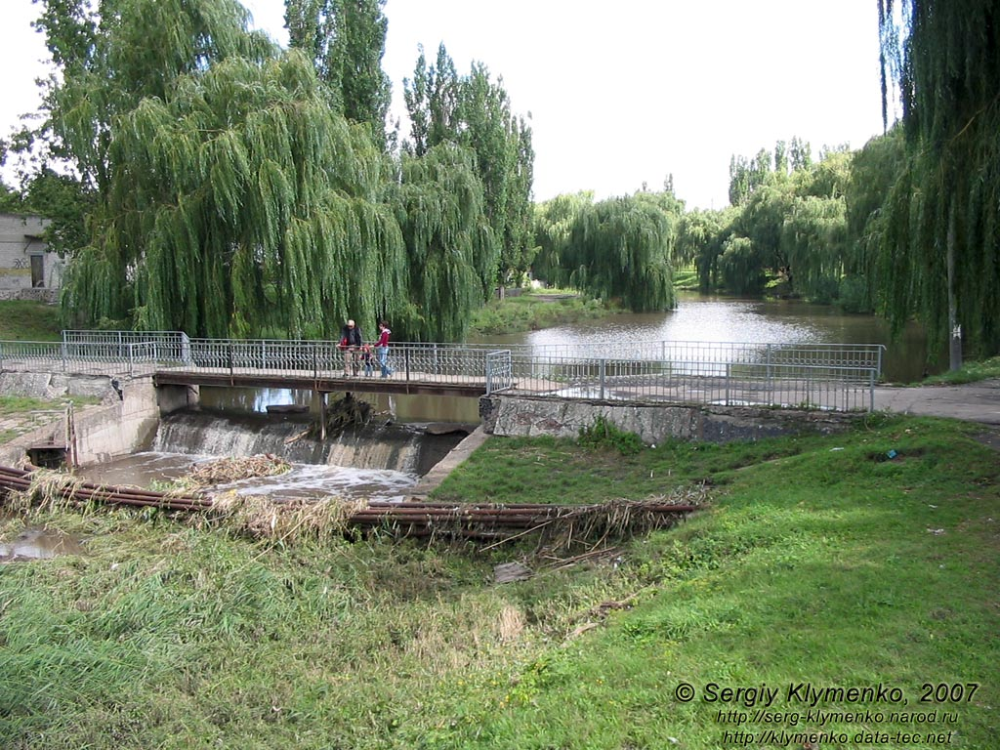 © Sergiy Klymenko, 2007
http://serg-klymenko.narod.ru
http://klymenko.data-tec.net/